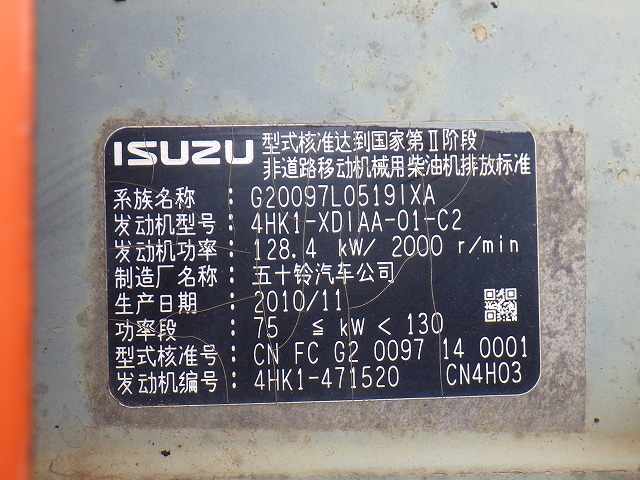 ISUZU
型式核准达到国家第Ⅱ阶段
非道路移动机械用柴油机排放标准
系族名称 : G20097L0519IXA
发动机型号 : 4HK1-XDIAA-01-C2
发动机功率 : 128.4 kW/ 2000 r/min
制造厂名称 : 五十铃汽车公司
生产日期 : 2010/11
功率段 : 75 ≦ kW < 130
型式核准号 : CN FC G2 0097 14 0001
发动机编号 : 4HK1-471520 CN4H03